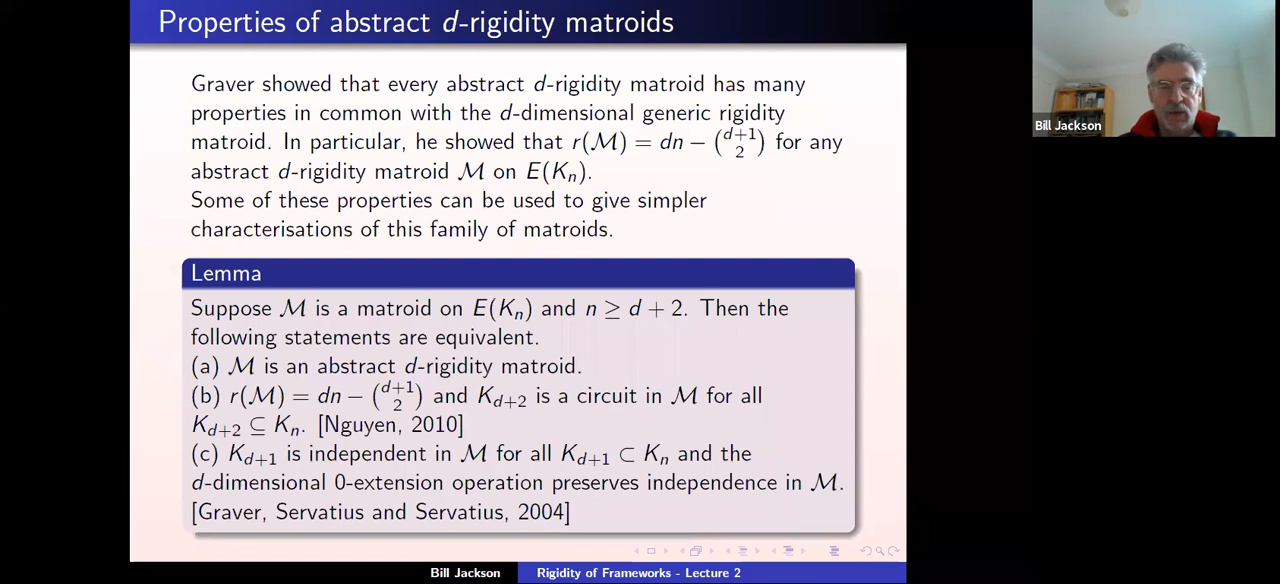 Properties of abstract d-rigidity matroids
Graver showed that every abstract d-rigidity matroid has many
properties in common with the d-dimensional generic rigidity
matroid. In particular, he showed that r(ℳ) = dn − (d+1 2) for any
abstract d-rigidity matroid ℳ on E(Kₙ).
Some of these properties can be used to give simpler
characterisations of this family of matroids.
Lemma
Suppose ℳ is a matroid on E(Kₙ) and n ≥ d + 2. Then the
following statements are equivalent.
(a) ℳ is an abstract d-rigidity matroid.
(b) r(ℳ) = dn − (d+1 2) and K_{d+2} is a circuit in ℳ for all
K_{d+2} ⊆ Kₙ. [Nguyen, 2010]
(c) K_{d+1} is independent in ℳ for all K_{d+1} ⊂ Kₙ and the
d-dimensional 0-extension operation preserves independence in ℳ.
[Graver, Servatius and Servatius, 2004]
Bill Jackson
Rigidity of Frameworks - Lecture 2
Bill Jackson